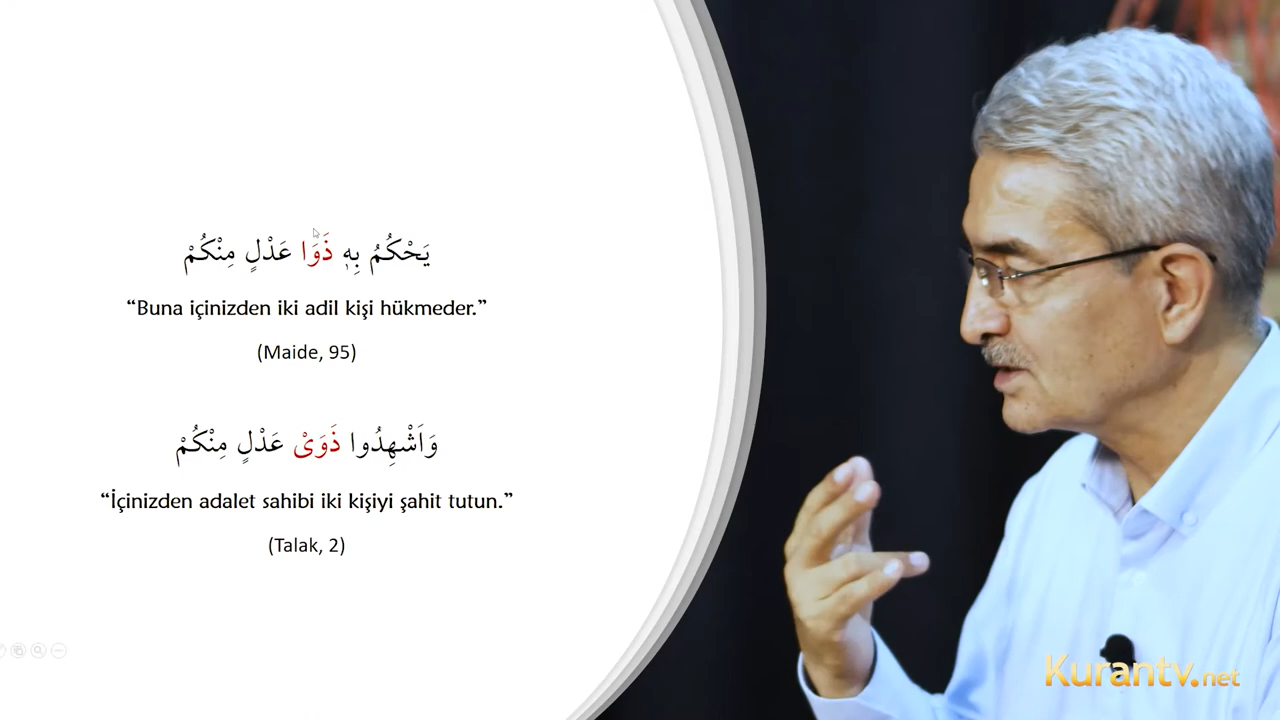 يَحْكُمُ بِه۪ ذَوَا عَدْلٍ مِنْكُمْ
“Buna içinizden iki adil kişi hükmeder.”
(Maide, 95)
وَاَشْهِدُوا ذَوَىْ عَدْلٍ مِنْكُمْ
“İçinizden adalet sahibi iki kişiyi şahit tutun.”
(Talak, 2)
Kurantv.net